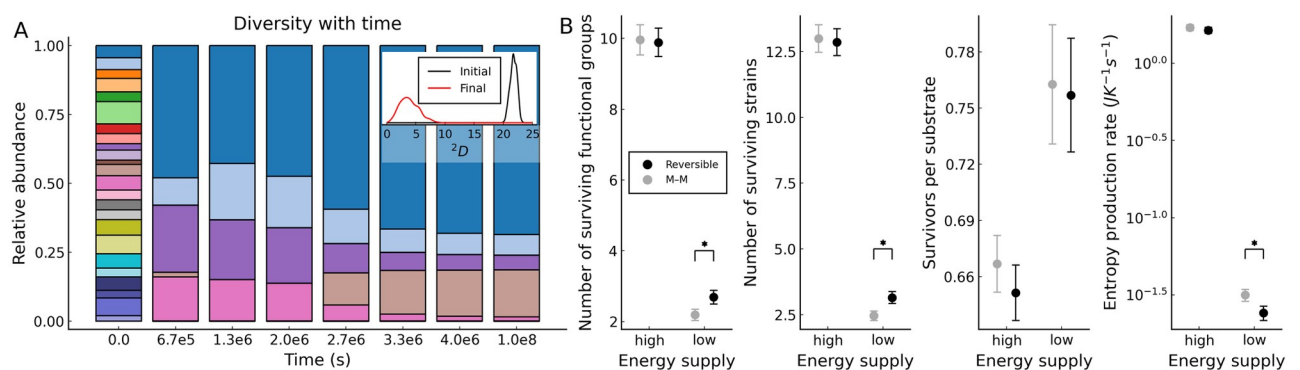 A
Diversity with time
Relative abundance
1.00
0.75
0.50
0.25
0.00
0.0
6.7e5
1.3e6
2.0e6
2.7e6
3.3e6
4.0e6
1.0e8
Time (s)
Initial
Final
0
5
10
15
20
25
²D
B
Number of surviving functional groups
10
8
6
4
2
Reversible
M–M
*
high
low
Energy supply
Number of surviving strains
12.5
10.0
7.5
5.0
2.5
*
high
low
Energy supply
Survivors per substrate
0.78
0.75
0.72
0.69
0.66
high
low
Energy supply
Entropy production rate (JK⁻¹s⁻¹)
10⁰·⁰
10⁻⁰·⁵
10⁻¹·⁰
10⁻¹·⁵
*
high
low
Energy supply